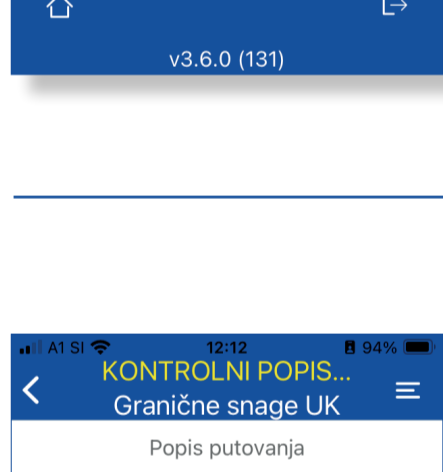 v3.6.0 (131)
A1 SI 12:12 94%
KONTROLNI POPIS...
Granične snage UK
Popis putovanja